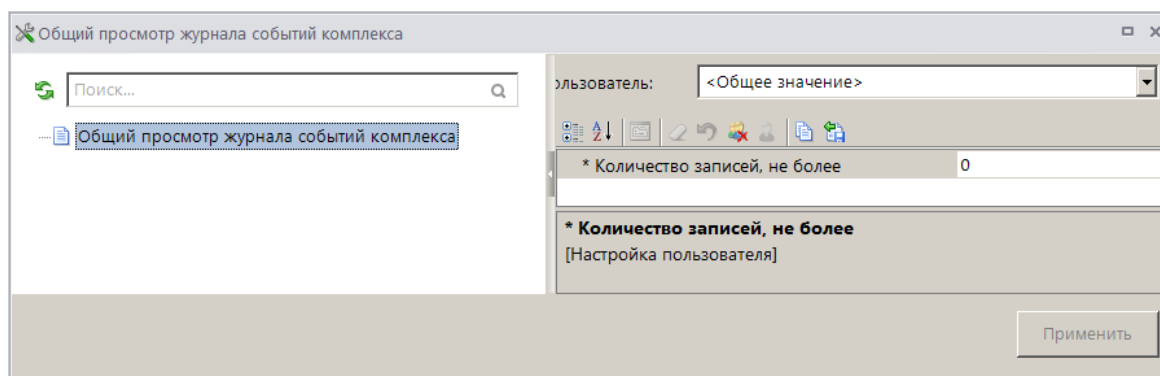 Общий просмотр журнала событий комплекса
Поиск...
Общий просмотр журнала событий комплекса
ользователь:
<Общее значение>
* Количество записей, не более 0
* Количество записей, не более
[Настройка пользователя]
Применить